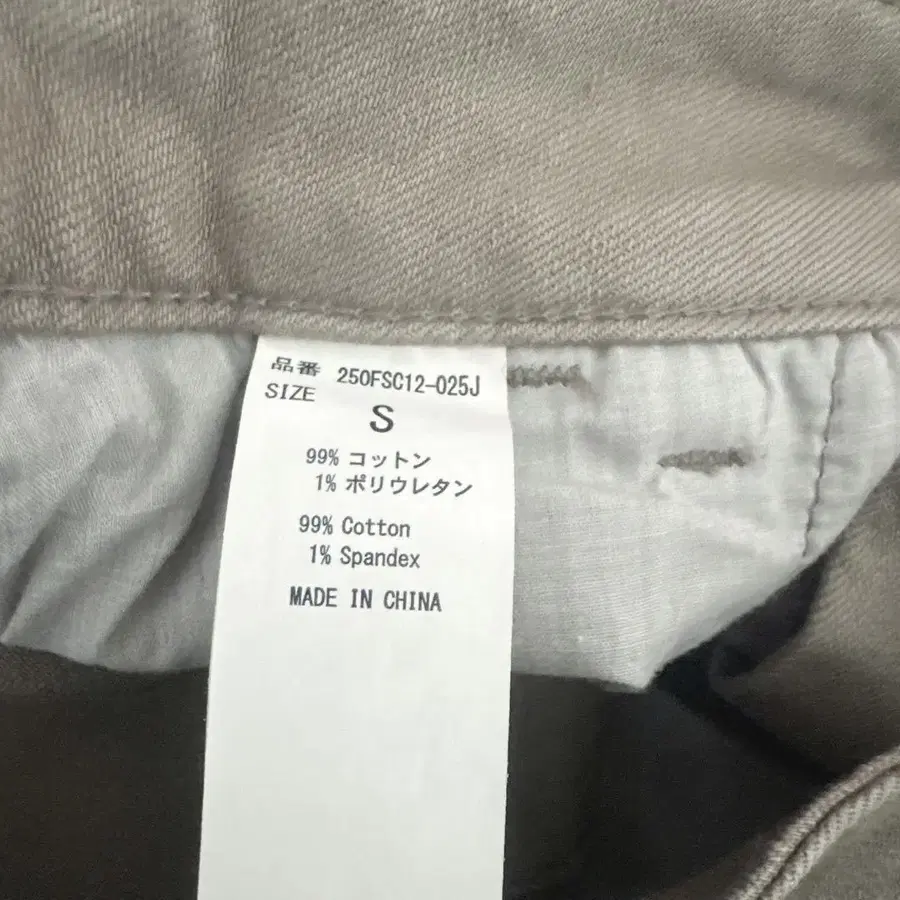 品番 250FSC12-025J
SIZE
S
99% コットン
1% ポリウレタン
99% Cotton
1% Spandex
MADE IN CHINA